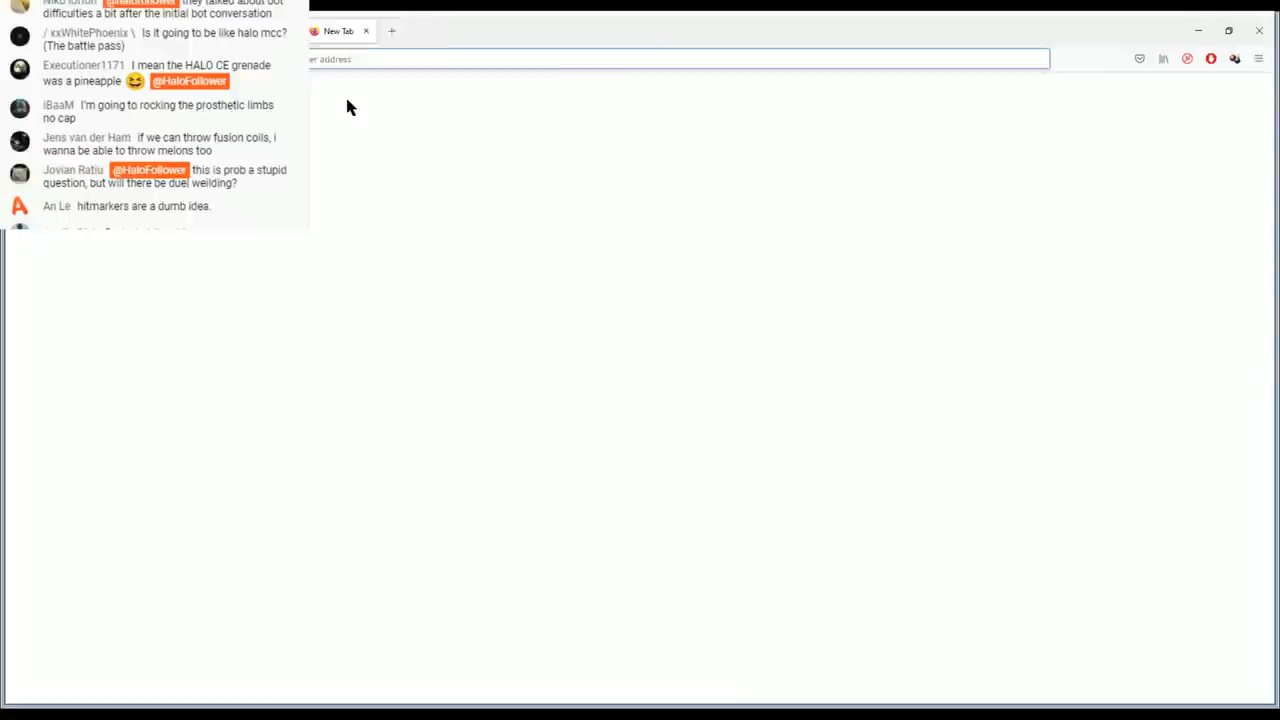 @HaloFollower they talked about bot
difficulties a bit after the initial bot conversation
/ xxWhitePhoenix \ Is it going to be like halo mcc?
(The battle pass)
Executioner1171 I mean the HALO CE grenade
was a pineapple 😆 @HaloFollower
iBaaM I'm going to rocking the prosthetic limbs
no cap
Jens van der Ham if we can throw fusion coils, i
wanna be able to throw melons too
Jovian Ratiu @HaloFollower this is prob a stupid
question, but will there be duel weilding?
A An Le hitmarkers are a dumb idea.
New Tab
er address